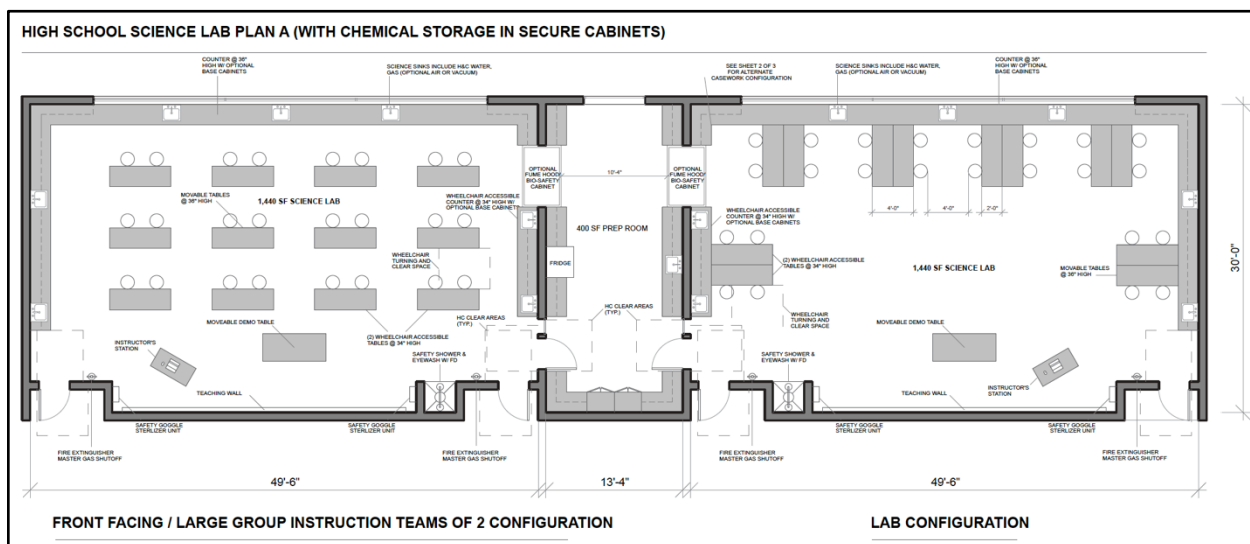 HIGH SCHOOL SCIENCE LAB PLAN A (WITH CHEMICAL STORAGE IN SECURE CABINETS)
COUNTER @ 36"
HIGH W/ OPTIONAL
BASE CABINETS
SCIENCE SINKS INCLUDE H&C WATER,
GAS (OPTIONAL AIR OR VACUUM)
SEE SHEET 2 OF 3
FOR ALTERNATE
CASEWORK CONFIGURATION
SCIENCE SINKS INCLUDE H&C WATER,
GAS (OPTIONAL AIR OR VACUUM)
COUNTER @ 36"
HIGH W/ OPTIONAL
BASE CABINETS
OPTIONAL
FUME HOOD/
BIO-SAFETY
CABINET
10'-4"
OPTIONAL
FUME HOOD/
BIO-SAFETY
CABINET
MOVABLE TABLES
@ 36" HIGH
1,440 SF SCIENCE LAB
WHEELCHAIR ACCESSIBLE
COUNTER @ 34" HIGH W/
OPTIONAL BASE CABINETS
400 SF PREP ROOM
WHEELCHAIR ACCESSIBLE
COUNTER @ 34" HIGH W/
OPTIONAL BASE CABINETS
4'-0"
4'-0"
2'-0"
WHEELCHAIR
TURNING AND
CLEAR SPACE
FRIDGE
(2) WHEELCHAIR ACCESSIBLE
TABLES @ 34" HIGH
1,440 SF SCIENCE LAB
MOVABLE TABLES
@ 36" HIGH
30'-0"
HC CLEAR AREAS
(TYP.)
WHEELCHAIR
TURNING AND
CLEAR SPACE
MOVEABLE DEMO TABLE
HC CLEAR
AREAS
(TYP.)
MOVEABLE DEMO TABLE
(2) WHEELCHAIR ACCESSIBLE
TABLES @ 34" HIGH
INSTRUCTOR'S
STATION
SAFETY SHOWER &
EYEWASH W/ FD
SAFETY SHOWER &
EYEWASH W/ FD
INSTRUCTOR'S
STATION
TEACHING WALL
TEACHING WALL
SAFETY GOGGLE
STERLIZER UNIT
SAFETY GOGGLE
STERLIZER UNIT
SAFETY GOGGLE
STERLIZER UNIT
SAFETY GOGGLE
STERLIZER UNIT
FIRE EXTINGUISHER
MASTER GAS SHUTOFF
FIRE EXTINGUISHER
MASTER GAS SHUTOFF
FIRE EXTINGUISHER
MASTER GAS SHUTOFF
49'-6"
13'-4"
49'-6"
FRONT FACING / LARGE GROUP INSTRUCTION TEAMS OF 2 CONFIGURATION
LAB CONFIGURATION